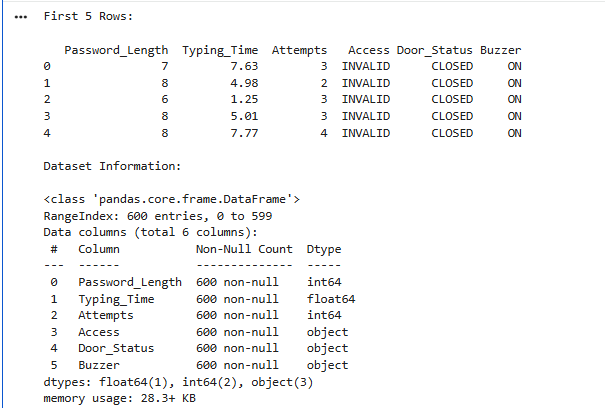 ••• First 5 Rows:
Password_Length Typing_Time Attempts Access Door_Status Buzzer
0 7 7.63 3 INVALID CLOSED ON
1 8 4.98 2 INVALID CLOSED ON
2 6 1.25 3 INVALID CLOSED ON
3 8 5.01 3 INVALID CLOSED ON
4 8 7.77 4 INVALID CLOSED ON
Dataset Information:
<class 'pandas.core.frame.DataFrame'>
RangeIndex: 600 entries, 0 to 599
Data columns (total 6 columns):
# Column Non-Null Count Dtype
--- ------ -------------- -----
0 Password_Length 600 non-null int64
1 Typing_Time 600 non-null float64
2 Attempts 600 non-null int64
3 Access 600 non-null object
4 Door_Status 600 non-null object
5 Buzzer 600 non-null object
dtypes: float64(1), int64(2), object(3)
memory usage: 28.3+ KB